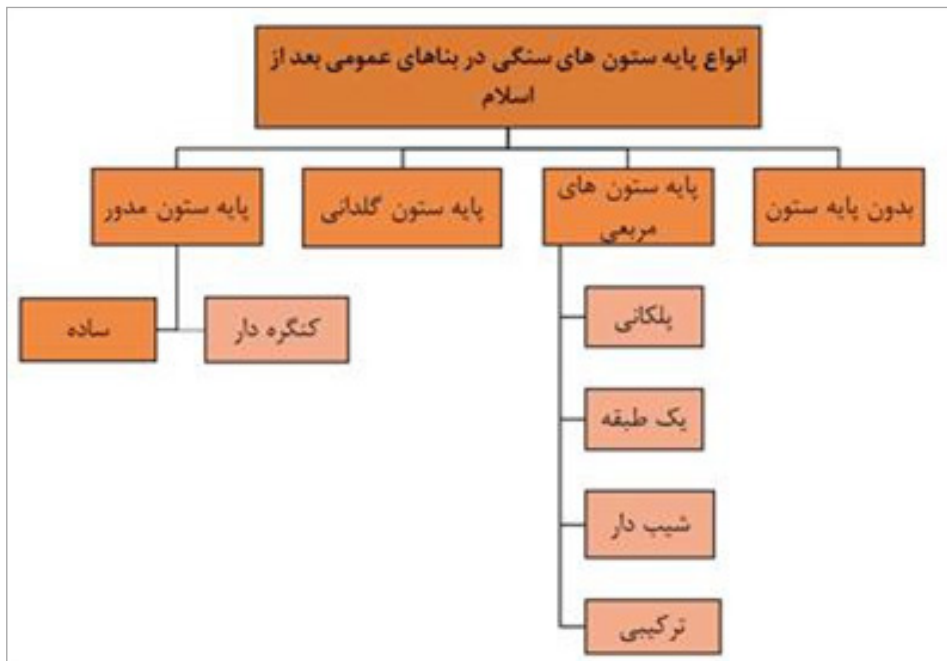 انواع پایه ستون های سنگی در بناهای عمومی بعد از
اسلام
بدون پایه ستون
پایه ستون های
مربعی
پایه ستون گلدانی
پایه ستون مدور
پلکانی
یک طبقه
شیب دار
ترکیبی
کنگره دار
ساده